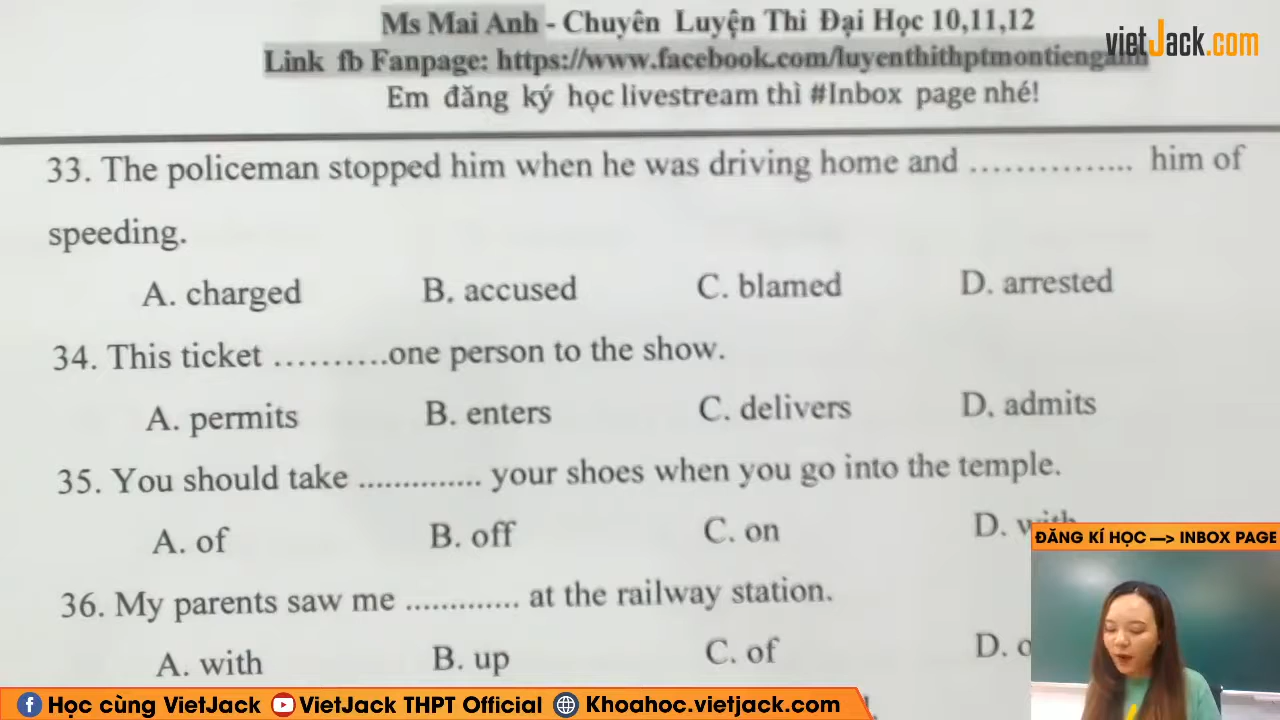 Ms Mai Anh - Chuyên Luyện Thi Đại Học 10,11,12
vietJack.com
Link fb Fanpage: https://www.facebook.com/luyenthithptmontienganh
Em đăng ký học livestream thì #Inbox page nhé!
33. The policeman stopped him when he was driving home and ............... him of
speeding.
A. charged B. accused C. blamed D. arrested
34. This ticket ..........one person to the show.
A. permits B. enters C. delivers D. admits
35. You should take ............. your shoes when you go into the temple.
A. of B. off C. on D. with
ĐĂNG KÍ HỌC —> INBOX PAGE
36. My parents saw me ............. at the railway station.
A. with B. up C. of D.
Học cùng VietJack VietJack THPT Official Khoahoc.vietjack.com